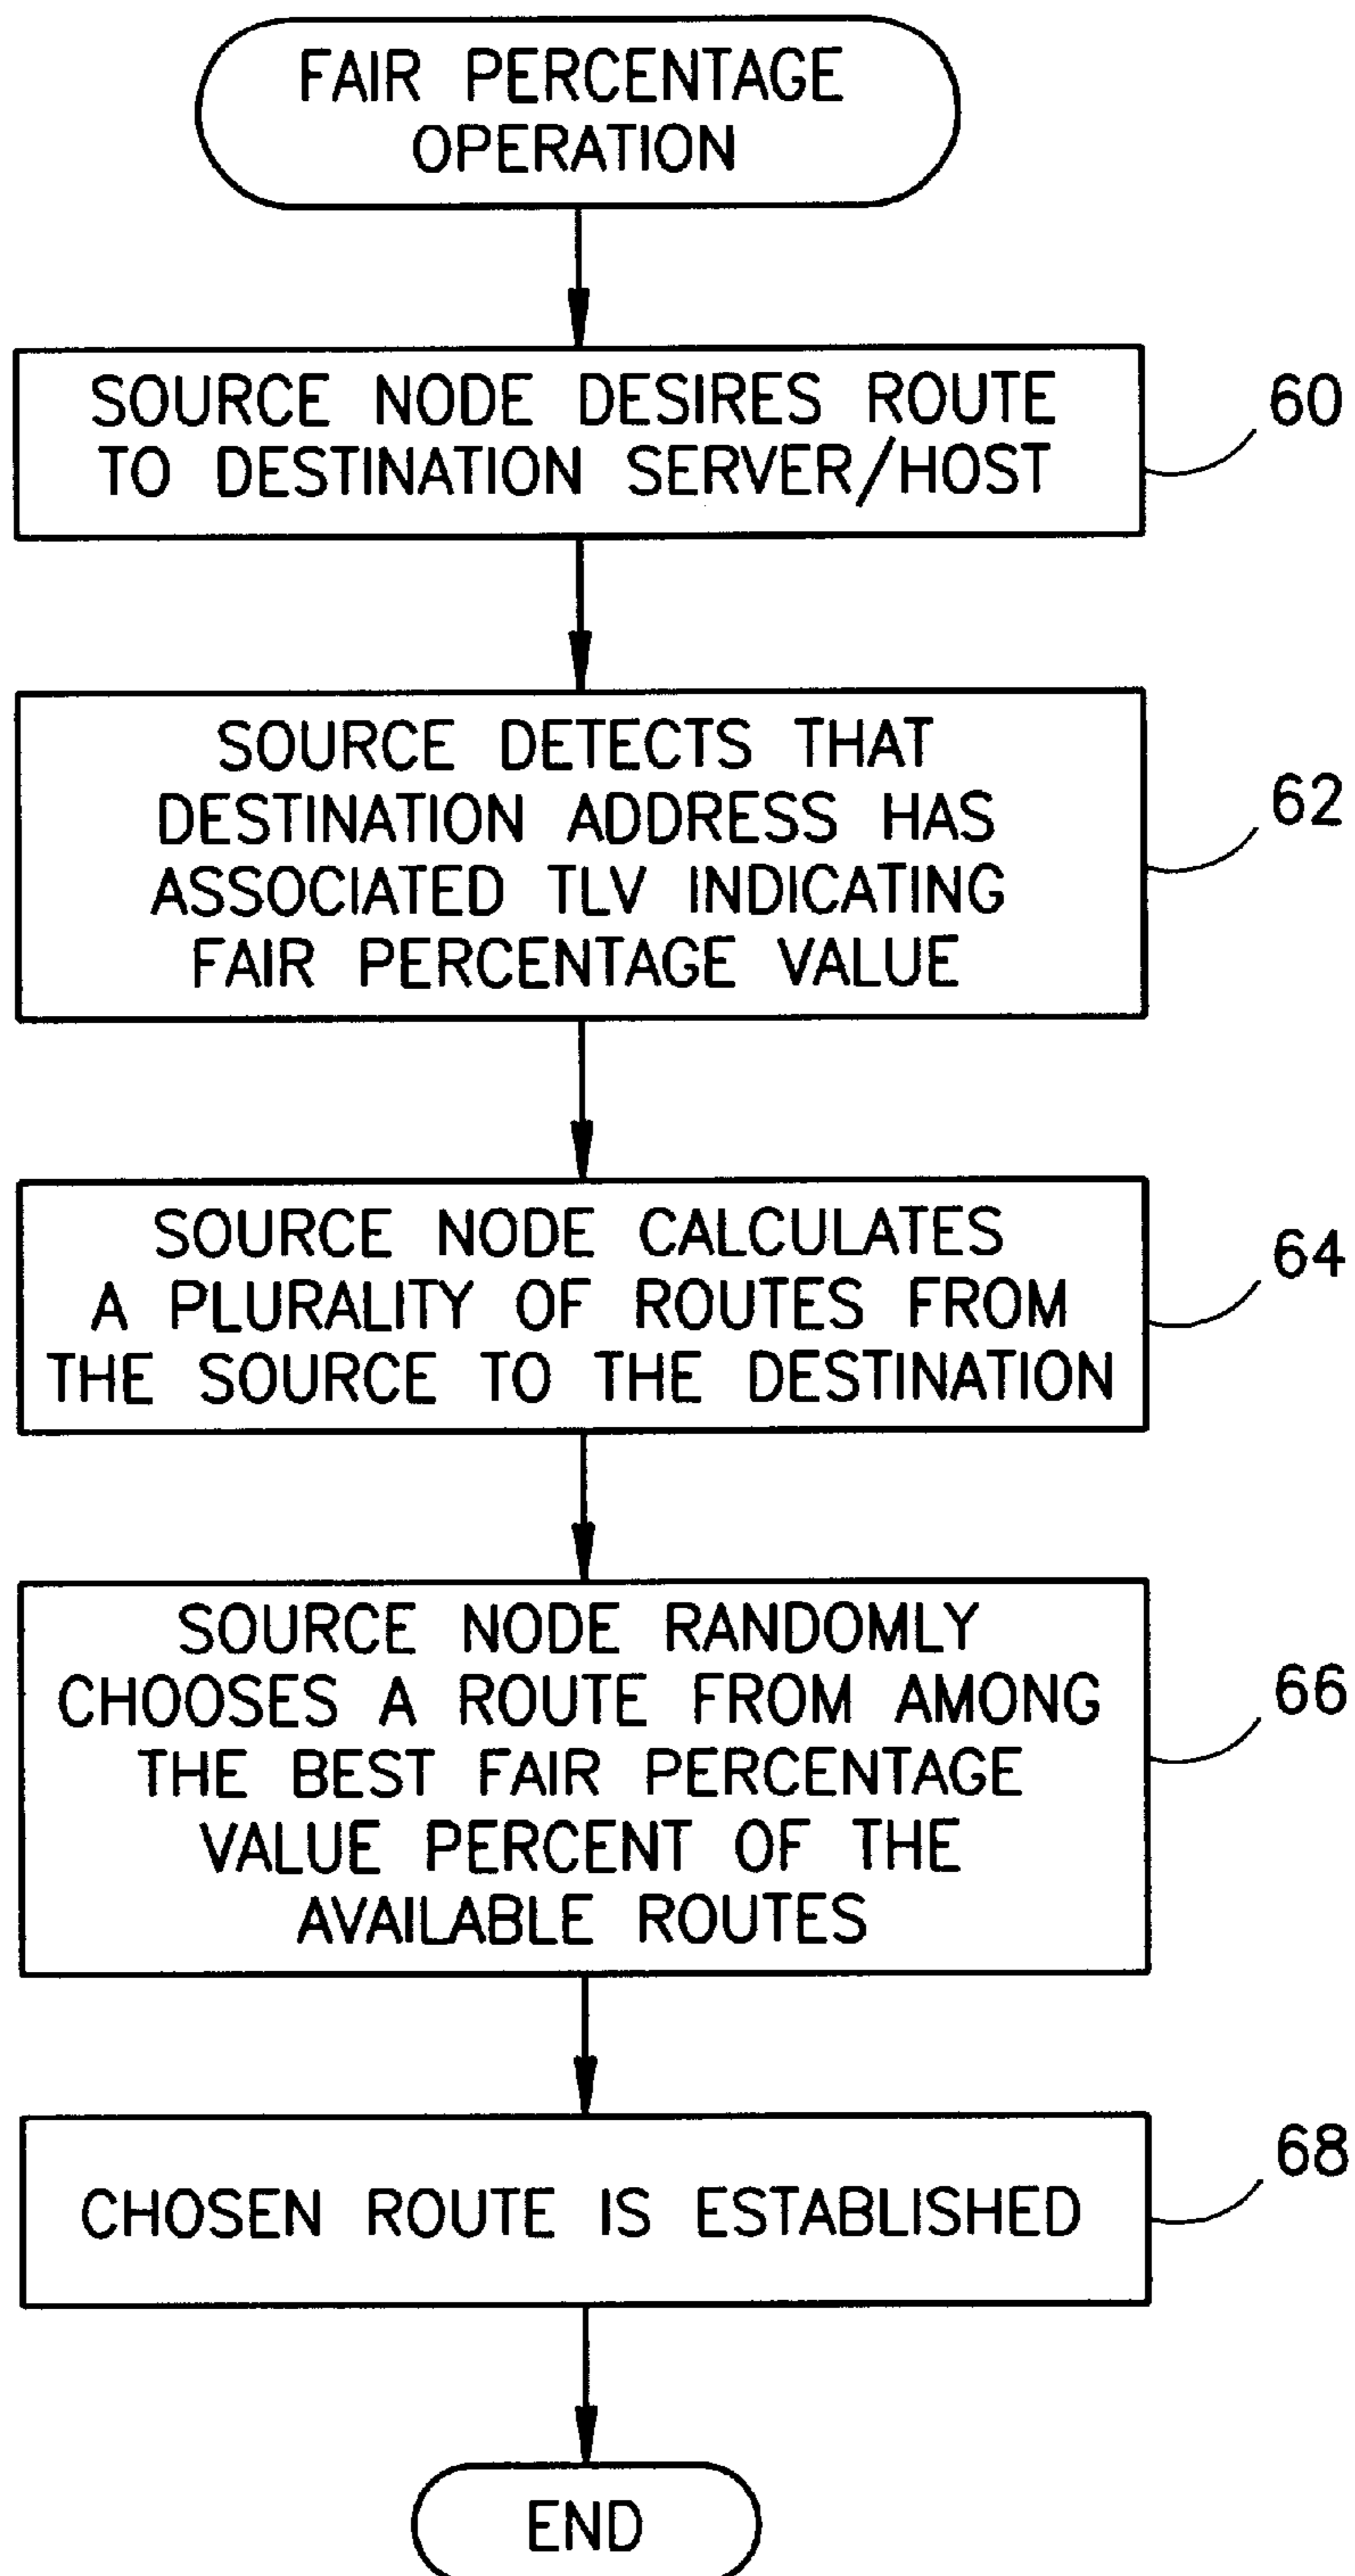 FAIR PERCENTAGE
OPERATION
SOURCE NODE DESIRES ROUTE
TO DESTINATION SERVER/HOST
60
SOURCE DETECTS THAT
DESTINATION ADDRESS HAS
ASSOCIATED TLV INDICATING
FAIR PERCENTAGE VALUE
62
SOURCE NODE CALCULATES
A PLURALITY OF ROUTES FROM
THE SOURCE TO THE DESTINATION
64
SOURCE NODE RANDOMLY
CHOOSES A ROUTE FROM AMONG
THE BEST FAIR PERCENTAGE
VALUE PERCENT OF THE
AVAILABLE ROUTES
66
CHOSEN ROUTE IS ESTABLISHED
68
END